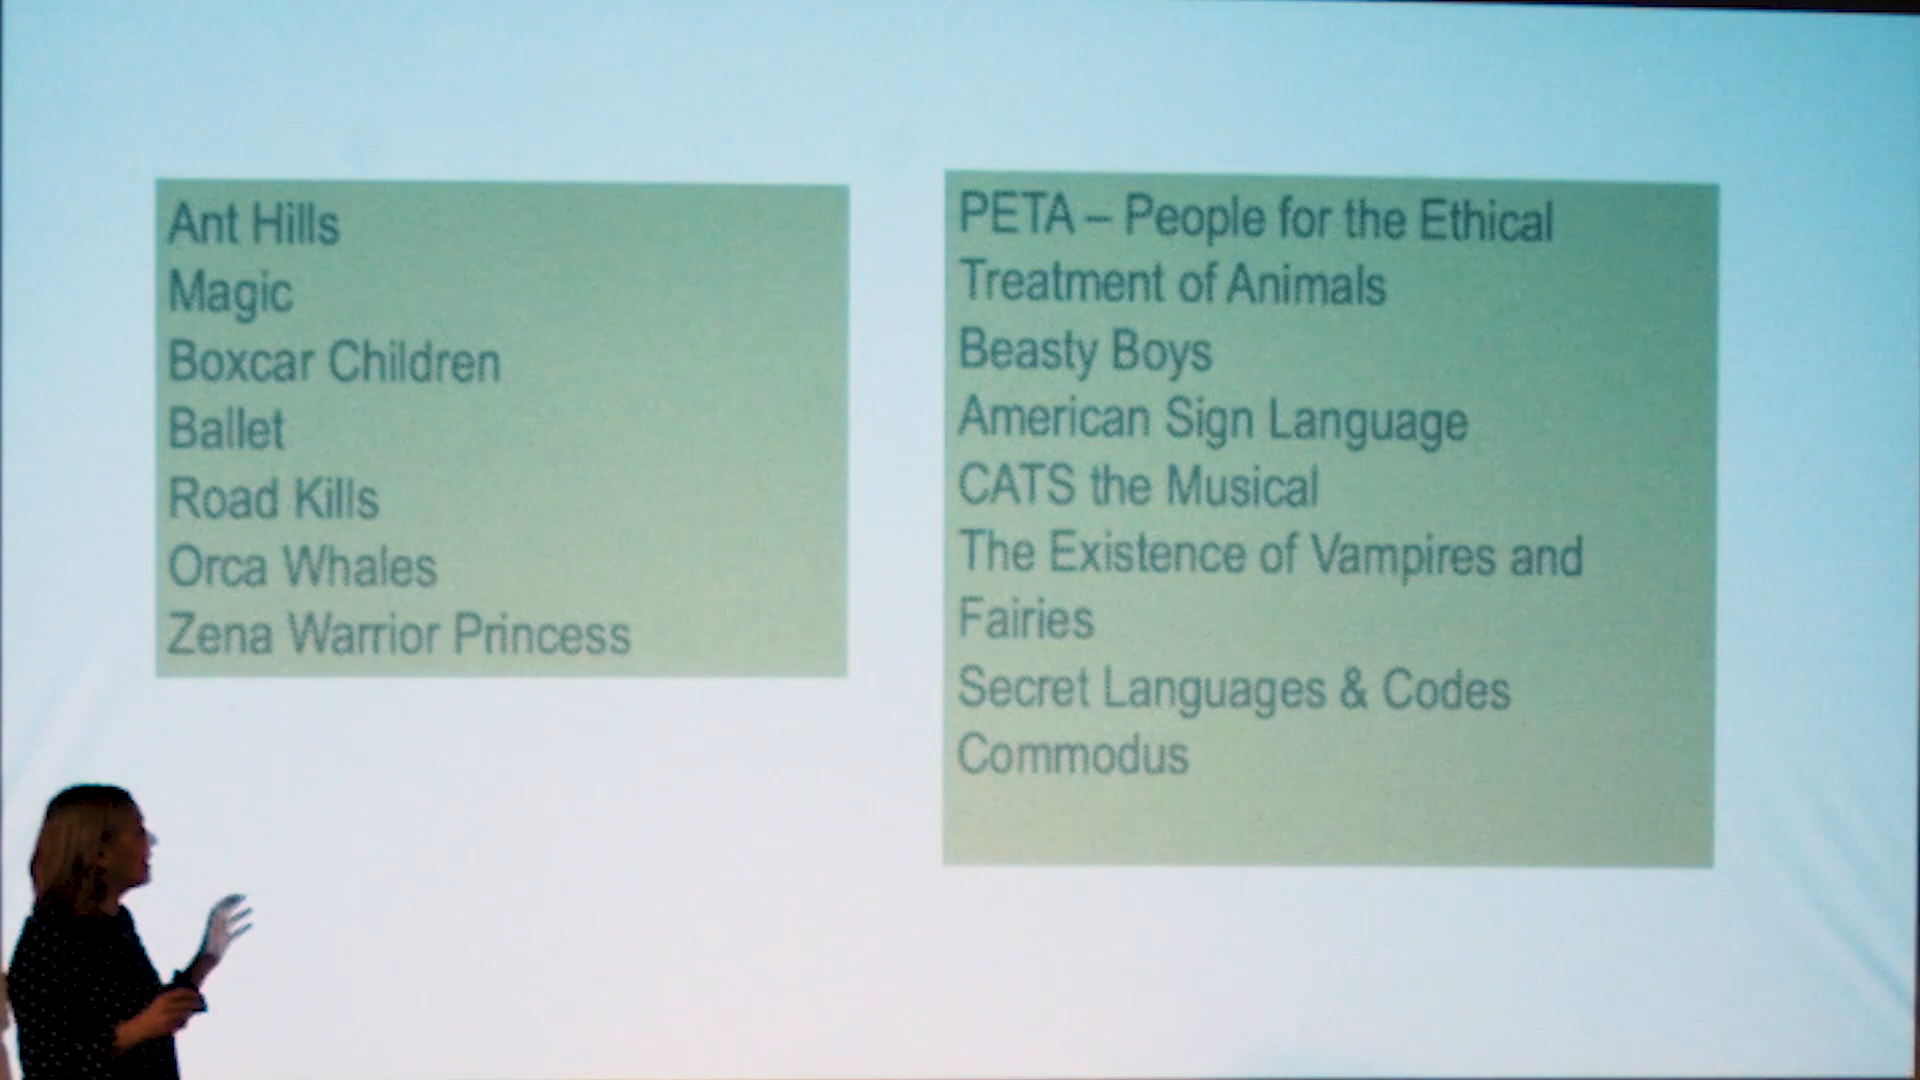 Ant Hills
Magic
Boxcar Children
Ballet
Road Kills
Orca Whales
Zena Warrior Princess
PETA – People for the Ethical
Treatment of Animals
Beasty Boys
American Sign Language
CATS the Musical
The Existence of Vampires and
Fairies
Secret Languages & Codes
Commodus